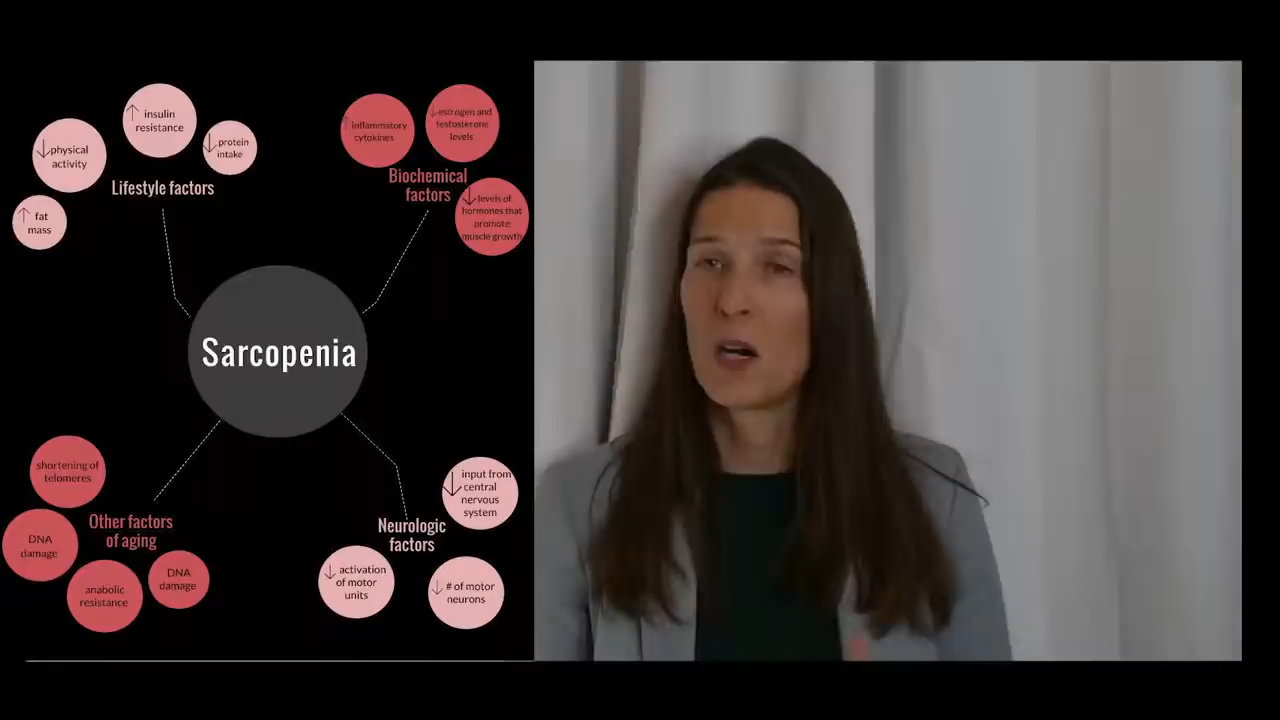 ↑ insulin
resistance
↓ physical
activity
↓ protein
intake
↑ fat
mass
Lifestyle factors
↑ inflammatory
cytokines
↓ estrogen and
testosterone
levels
↓ levels of
hormones that
promote
muscle growth
Biochemical
factors
Sarcopenia
shortening of
telomeres
DNA
damage
anabolic
resistance
DNA
damage
Other factors
of aging
↓ input from
central
nervous
system
Neurologic
factors
↓ activation
of motor
units
↓ # of motor
neurons